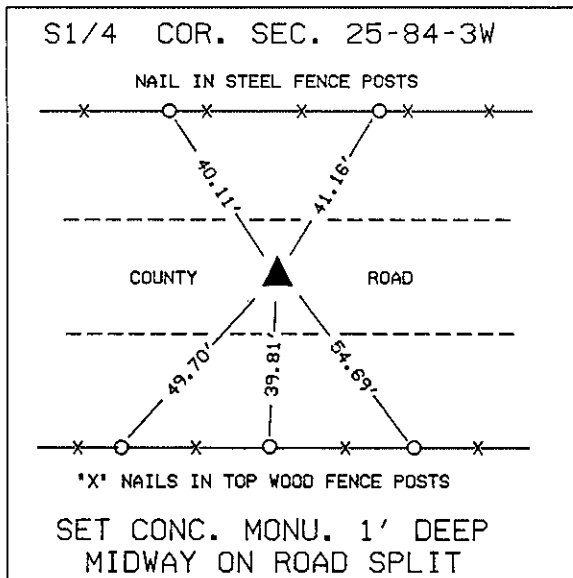 S1/4 COR. SEC. 25-84-3W
NAIL IN STEEL FENCE POSTS
40.11'
41.16'
COUNTY ROAD
49.70'
39.81'
54.69'
"X" NAILS IN TOP WOOD FENCE POSTS
SET CONC. MONU. 1' DEEP
MIDWAY ON ROAD SPLIT